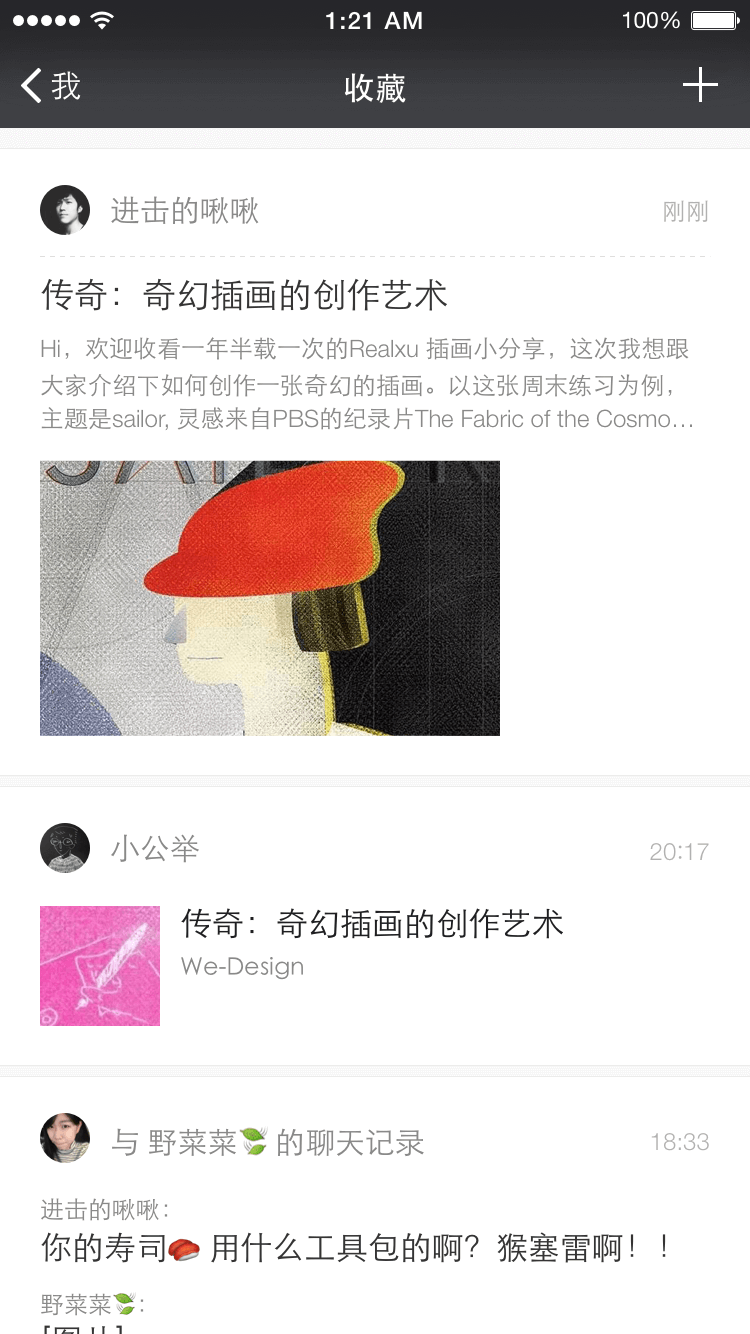 1:21 AM 100%
我 收藏
进击的啾啾 刚刚
传奇：奇幻插画的创作艺术
Hi，欢迎收看一年半载一次的Realxu 插画小分享，这次我想跟
大家介绍下如何创作一张奇幻的插画。以这张周末练习为例，
主题是sailor, 灵感来自PBS的纪录片The Fabric of the Cosmo…
小公举 20:17
传奇：奇幻插画的创作艺术
We-Design
与 野菜菜🍃 的聊天记录 18:33
进击的啾啾：
你的寿司🍣 用什么工具包的啊？猴塞雷啊！！
野菜菜🍃：
[图片]